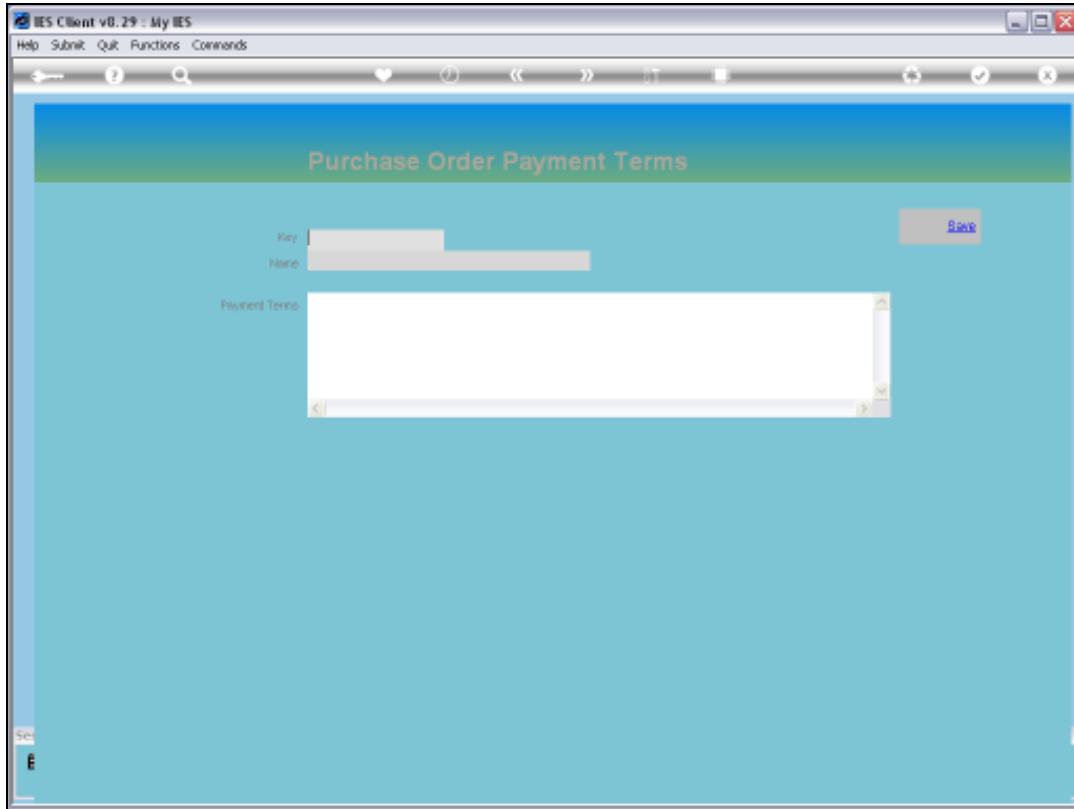 IES Client v8.29 : My IES
Help Submit Quit Functions Commands
Purchase Order Payment Terms
Save
Key
Name
Payment Terms